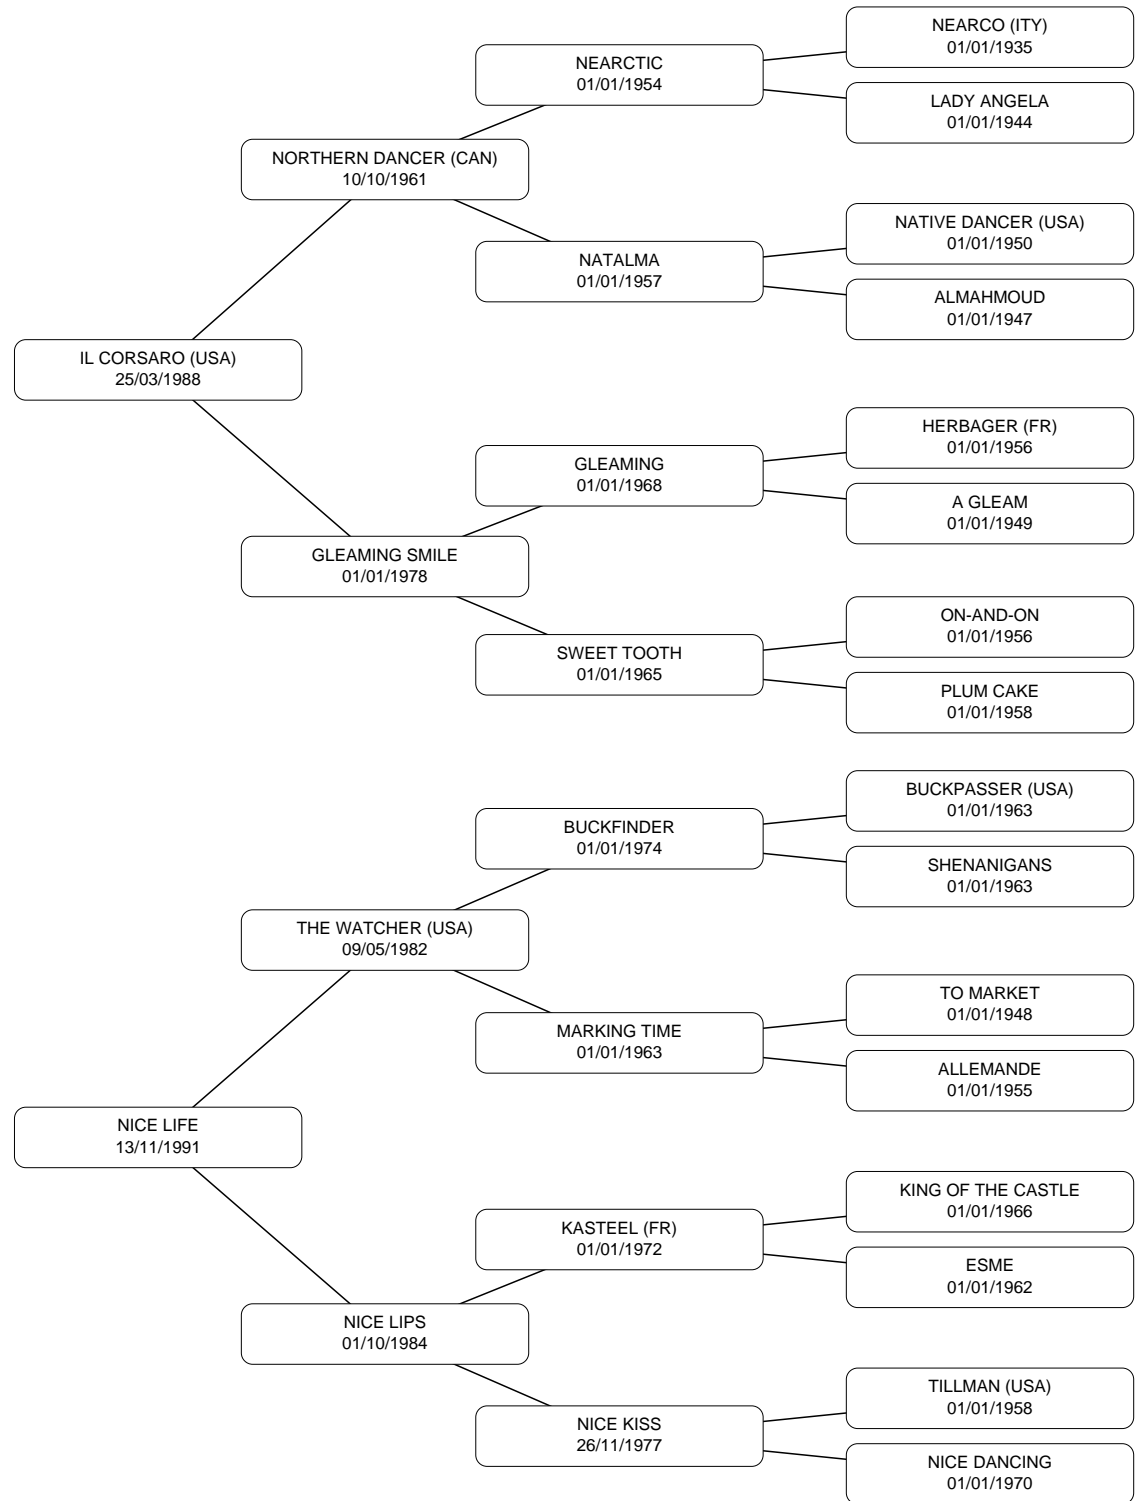 NEARCO (ITY)
01/01/1935
NEARCTIC
01/01/1954
LADY ANGELA
01/01/1944
NORTHERN DANCER (CAN)
10/10/1961
NATIVE DANCER (USA)
01/01/1950
NATALMA
01/01/1957
ALMAHMOUD
01/01/1947
IL CORSARO (USA)
25/03/1988
HERBAGER (FR)
01/01/1956
GLEAMING
01/01/1968
A GLEAM
01/01/1949
GLEAMING SMILE
01/01/1978
ON-AND-ON
01/01/1956
SWEET TOOTH
01/01/1965
PLUM CAKE
01/01/1958
BUCKPASSER (USA)
01/01/1963
BUCKFINDER
01/01/1974
SHENANIGANS
01/01/1963
THE WATCHER (USA)
09/05/1982
TO MARKET
01/01/1948
MARKING TIME
01/01/1963
ALLEMANDE
01/01/1955
NICE LIFE
13/11/1991
KING OF THE CASTLE
01/01/1966
KASTEEL (FR)
01/01/1972
ESME
01/01/1962
NICE LIPS
01/10/1984
TILLMAN (USA)
01/01/1958
NICE KISS
26/11/1977
NICE DANCING
01/01/1970